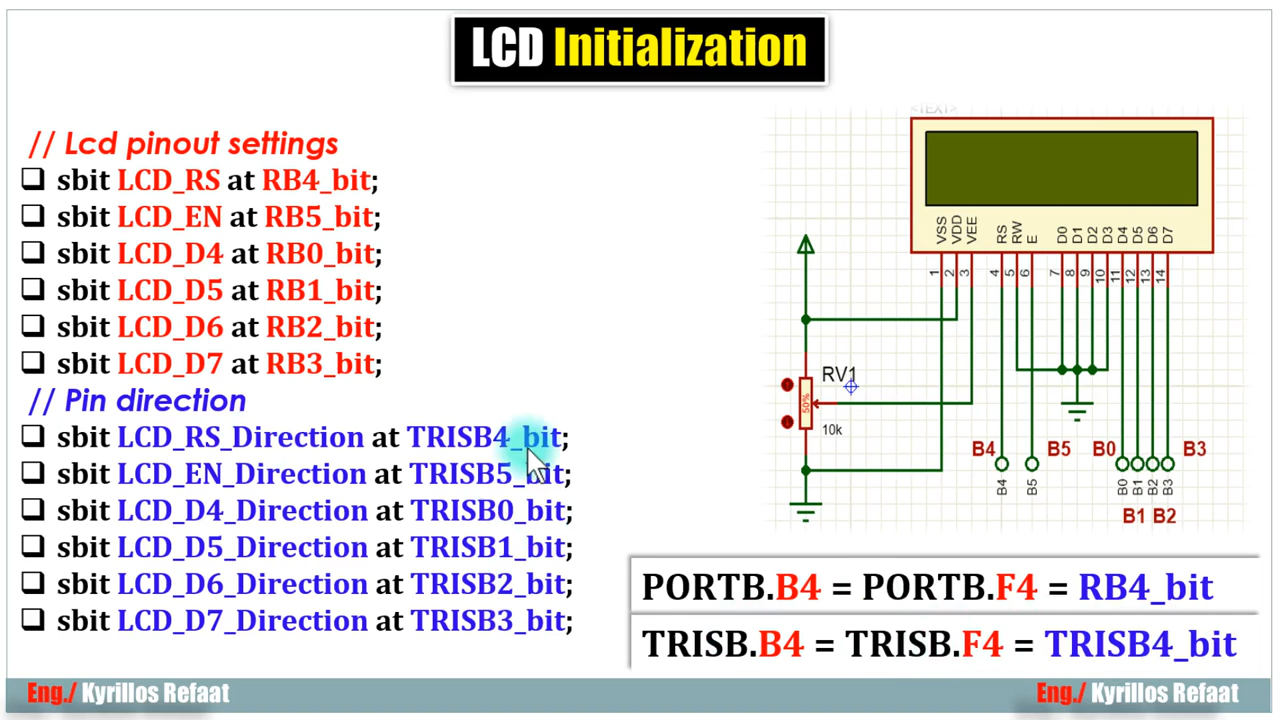 LCD Initialization
// Lcd pinout settings
❑ sbit LCD_RS at RB4_bit;
❑ sbit LCD_EN at RB5_bit;
❑ sbit LCD_D4 at RB0_bit;
❑ sbit LCD_D5 at RB1_bit;
❑ sbit LCD_D6 at RB2_bit;
❑ sbit LCD_D7 at RB3_bit;
// Pin direction
❑ sbit LCD_RS_Direction at TRISB4_bit;
❑ sbit LCD_EN_Direction at TRISB5_bit;
❑ sbit LCD_D4_Direction at TRISB0_bit;
❑ sbit LCD_D5_Direction at TRISB1_bit;
❑ sbit LCD_D6_Direction at TRISB2_bit;
❑ sbit LCD_D7_Direction at TRISB3_bit;
<TEXT>
VSS VDD VEE RS RW E D0 D1 D2 D3 D4 D5 D6 D7
1 2 3 4 5 6 7 8 9 10 11 12 13 14
RV1
50%
10k
B4 B5 B0 B3
B4 B5 B0 B1 B2 B3
B1 B2
PORTB.B4 = PORTB.F4 = RB4_bit
TRISB.B4 = TRISB.F4 = TRISB4_bit
Eng./ Kyrillos Refaat
Eng./ Kyrillos Refaat